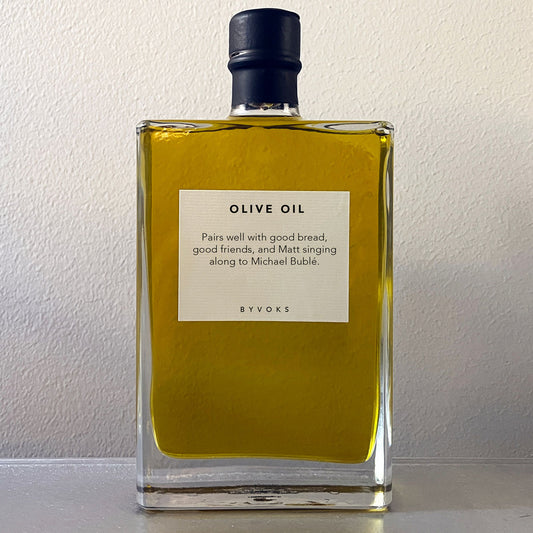 OLIVE OIL
Pairs well with good bread,
good friends, and Matt singing
along to Michael Bublé.
BYVOKS